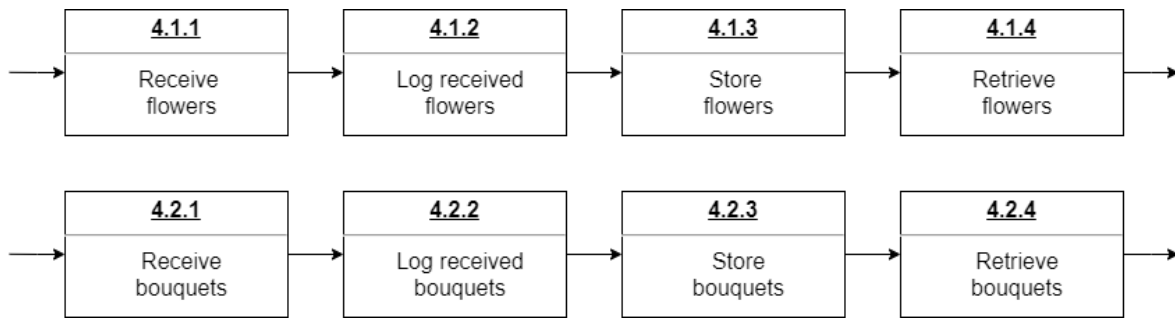 4.1.1
Receive
flowers
4.1.2
Log received
flowers
4.1.3
Store
flowers
4.1.4
Retrieve
flowers
4.2.1
Receive
bouquets
4.2.2
Log received
bouquets
4.2.3
Store
bouquets
4.2.4
Retrieve
bouquets